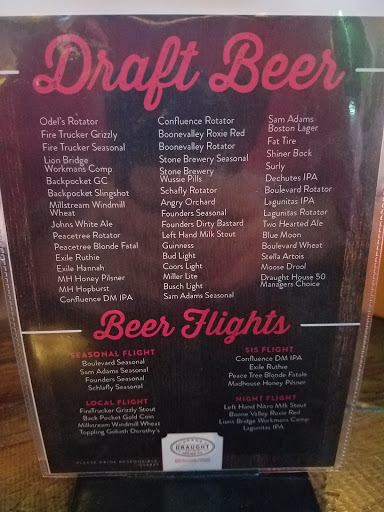 Draft Beer
Odel's Rotator
Fire Trucker Grizzly
Fire Trucker Seasonal
Lion Bridge
Workmans Comp
Backpocket GC
Backpocket Slingshot
Millstream Windmill
Wheat
Johns White Ale
Peacetree Rotator
Peacetree Blonde Fatal
Exile Ruthie
Exile Hannah
MH Honey Pilsner
MH Hopburst
Confluence DM IPA
Confluence Rotator
Boonevalley Roxie Red
Boonevalley Rotator
Stone Brewery Seasonal
Stone Brewery
Wussie Pills
Schafly Rotator
Angry Orchard
Founders Seasonal
Founders Dirty Bastard
Left Hand Milk Stout
Guinness
Bud Light
Coors Light
Miller Lite
Busch Light
Sam Adams Seasonal
Sam Adams
Boston Lager
Fat Tire
Shiner Bock
Surly
Dechutes IPA
Boulevard Rotator
Lagunitas IPA
Lagunitas Rotator
Two Hearted Ale
Blue Moon
Boulevard Wheat
Stella Artois
Moose Drool
Draught House 50
Managers Choice
Beer Flights
SEASONAL FLIGHT
Boulevard Seasonal
Sam Adams Seasonal
Founders Seasonal
Schlafly Seasonal
LOCAL FLIGHT
FireTrucker Grizzly Stout
Back Pocket Gold Coin
Millstream Windmill Wheat
Toppling Goliath Dorothy's
SIS FLIGHT
Confluence DM IPA
Exile Ruthie
Peace Tree Blonde Fatale
Madhouse Honey Pilsner
NIGHT FLIGHT
Left Hand Nitro Milk Stout
Boone Valley Roxie Red
Lions Bridge Workmans Comp
Lagunitas IPA
DRAUGHT
PLEASE DRINK RESPONSIBLY